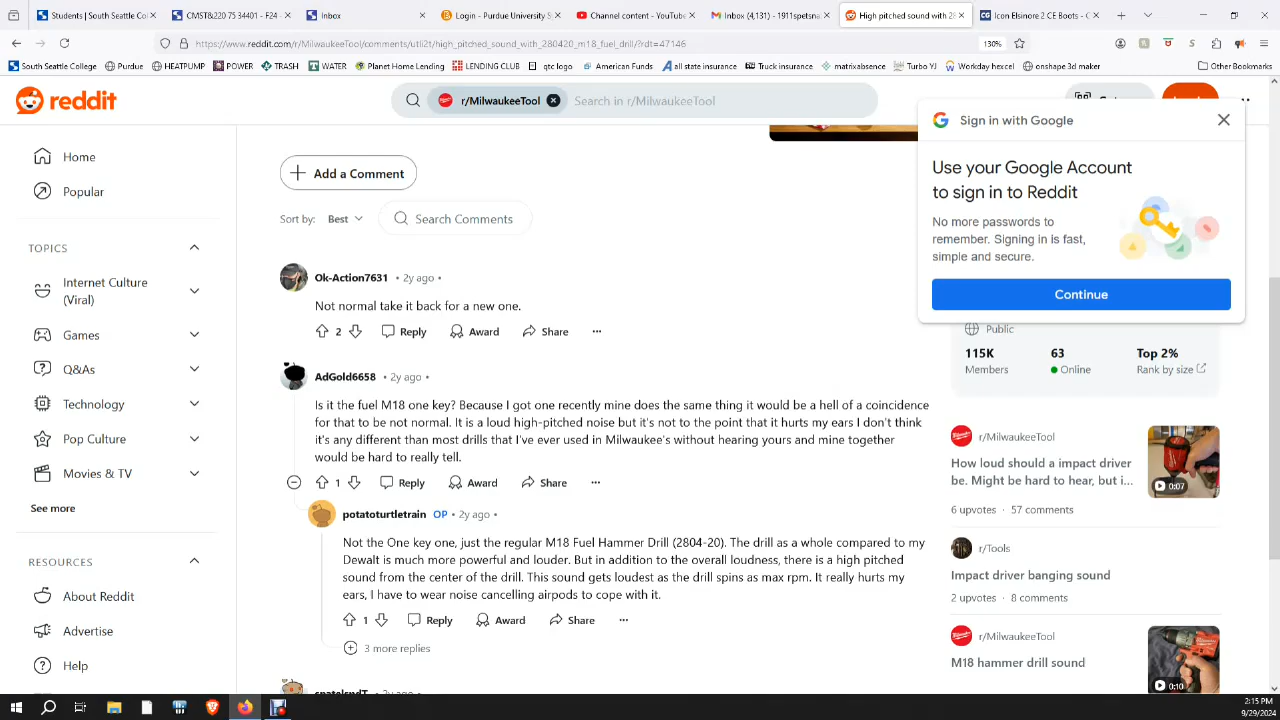 Students | South Seattle Col
CMST&220 75 34401 - F24
Inbox
Login - Purdue University S
Channel content - YouTube
Inbox (4,131) - 1911spetsna
High pitched sound with 28
Icon Elsinore 2 CE Boots - C
https://www.reddit.com/r/MilwaukeeTool/comments/utli2t/high_pitched_sound_with_280420_m18_fuel_drill/?rdt=47146
130%
South Seattle College
Purdue
HEATPUMP
POWER
TRASH
WATER
Planet Home Lending
LENDING CLUB
qtc logo
American Funds
all state insurance
Truck insurance
matrixabsence
Turbo YJ
Workday hexcel
onshape 3d maker
Other Bookmarks
reddit
r/MilwaukeeTool
Search in r/MilwaukeeTool
Home
Popular
TOPICS
Internet Culture
(Viral)
Games
Q&As
Technology
Pop Culture
Movies & TV
See more
RESOURCES
About Reddit
Advertise
Help
Add a Comment
Sort by:
Best
Search Comments
Ok-Action7631 • 2y ago •
Not normal take it back for a new one.
2
Reply
Award
Share
AdGold6658 • 2y ago •
Is it the fuel M18 one key? Because I got one recently mine does the same thing it would be a hell of a coincidence
for that to be not normal. It is a loud high-pitched noise but it's not to the point that it hurts my ears I don't think
it's any different than most drills that I've ever used in Milwaukee's without hearing yours and mine together
would be hard to really tell.
1
Reply
Award
Share
potatoturtletrain OP • 2y ago •
Not the One key one, just the regular M18 Fuel Hammer Drill (2804-20). The drill as a whole compared to my
Dewalt is much more powerful and louder. But in addition to the overall loudness, there is a high pitched
sound from the center of the drill. This sound gets loudest as the drill spins as max rpm. It really hurts my
ears, I have to wear noise cancelling airpods to cope with it.
1
Reply
Award
Share
3 more replies
Sign in with Google
Use your Google Account
to sign in to Reddit
No more passwords to
remember. Signing in is fast,
simple and secure.
Continue
Public
115K
63
Top 2%
Members
Online
Rank by size
r/MilwaukeeTool
How loud should a impact driver
be. Might be hard to hear, but i...
0:07
6 upvotes · 57 comments
r/Tools
Impact driver banging sound
2 upvotes · 8 comments
r/MilwaukeeTool
M18 hammer drill sound
0:10
2:15 PM
9/29/2024